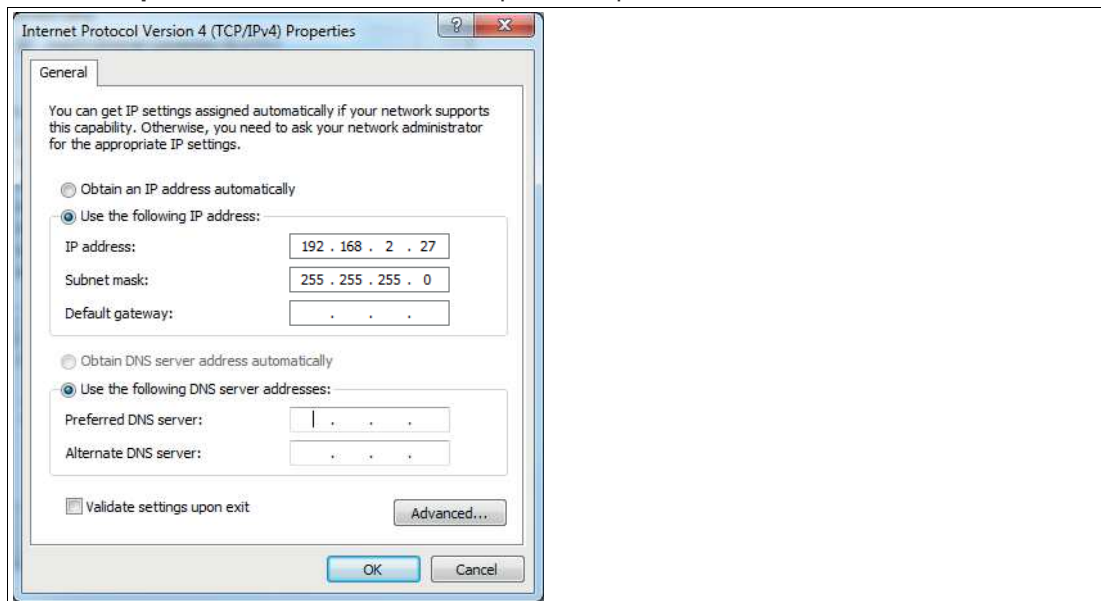 Internet Protocol Version 4 (TCP/IPv4) Properties
General
You can get IP settings assigned automatically if your network supports
this capability. Otherwise, you need to ask your network administrator
for the appropriate IP settings.
Obtain an IP address automatically
Use the following IP address:
IP address: 192 . 168 . 2 . 27
Subnet mask: 255 . 255 . 255 . 0
Default gateway: . . .
Obtain DNS server address automatically
Use the following DNS server addresses:
Preferred DNS server: . . .
Alternate DNS server: . . .
Validate settings upon exit
Advanced...
OK Cancel